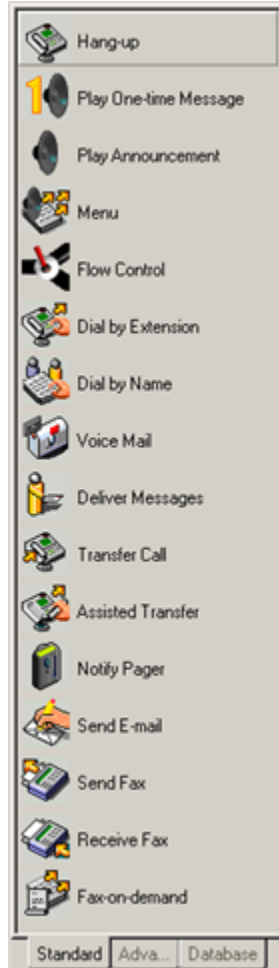 Hang-up
1 Play One-time Message
Play Announcement
Menu
Flow Control
Dial by Extension
Dial by Name
Voice Mail
Deliver Messages
Transfer Call
Assisted Transfer
Notify Pager
Send E-mail
Send Fax
Receive Fax
Fax-on-demand
Standard Adva... Database